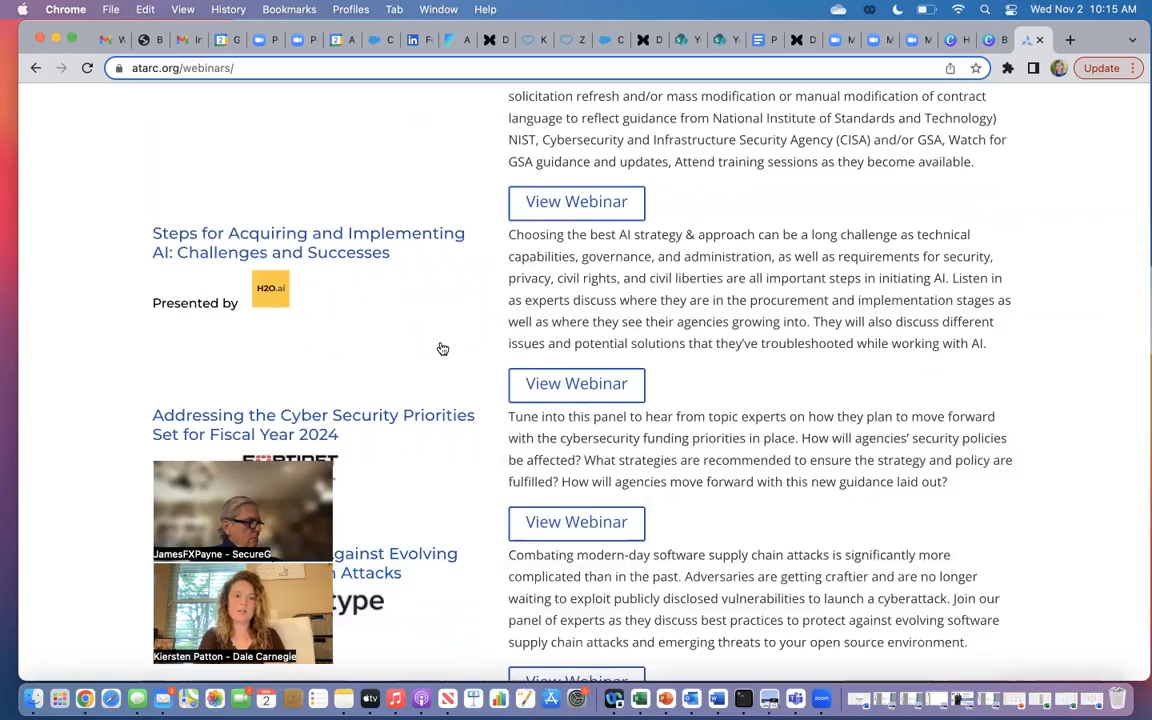 Chrome File Edit View History Bookmarks Profiles Tab Window Help Wed Nov 2 10:15 AM
atarc.org/webinars/
Update
solicitation refresh and/or mass modification or manual modification of contract
language to reflect guidance from National Institute of Standards and Technology)
NIST, Cybersecurity and Infrastructure Security Agency (CISA) and/or GSA, Watch for
GSA guidance and updates, Attend training sessions as they become available.
View Webinar
Steps for Acquiring and Implementing
AI: Challenges and Successes
Presented by H2O.ai
Choosing the best AI strategy & approach can be a long challenge as technical
capabilities, governance, and administration, as well as requirements for security,
privacy, civil rights, and civil liberties are all important steps in initiating AI. Listen in
as experts discuss where they are in the procurement and implementation stages as
well as where they see their agencies growing into. They will also discuss different
issues and potential solutions that they've troubleshooted while working with AI.
View Webinar
Addressing the Cyber Security Priorities
Set for Fiscal Year 2024
FORTINET
Tune into this panel to hear from topic experts on how they plan to move forward
with the cybersecurity funding priorities in place. How will agencies' security policies
be affected? What strategies are recommended to ensure the strategy and policy are
fulfilled? How will agencies move forward with this new guidance laid out?
View Webinar
JamesFXPayne - SecureG
gainst Evolving
Attacks
type
Kiersten Patton - Dale Carnegie
Combating modern-day software supply chain attacks is significantly more
complicated than in the past. Adversaries are getting craftier and are no longer
waiting to exploit publicly disclosed vulnerabilities to launch a cyberattack. Join our
panel of experts as they discuss best practices to protect against evolving software
supply chain attacks and emerging threats to your open source environment.
View Webinar